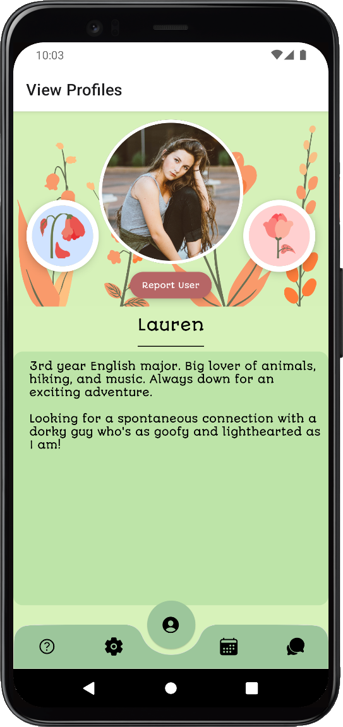 10:03
View Profiles
Report User
Lauren
3rd year English major. Big lover of animals,
hiking, and music. Always down for an
exciting adventure.
Looking for a spontaneous connection with a
dorky guy who's as goofy and lighthearted as
I am!